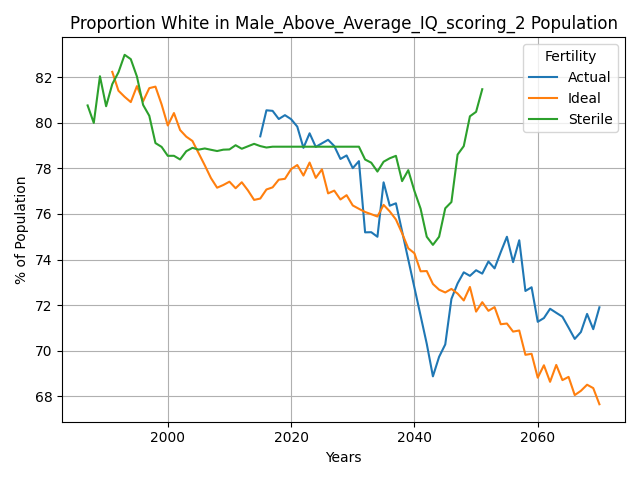 Proportion White in Male_Above_Average_IQ_scoring_2 Population
Fertility
Actual
Ideal
Sterile
% of Population
82
80
78
76
74
72
70
68
2000
2020
2040
2060
Years